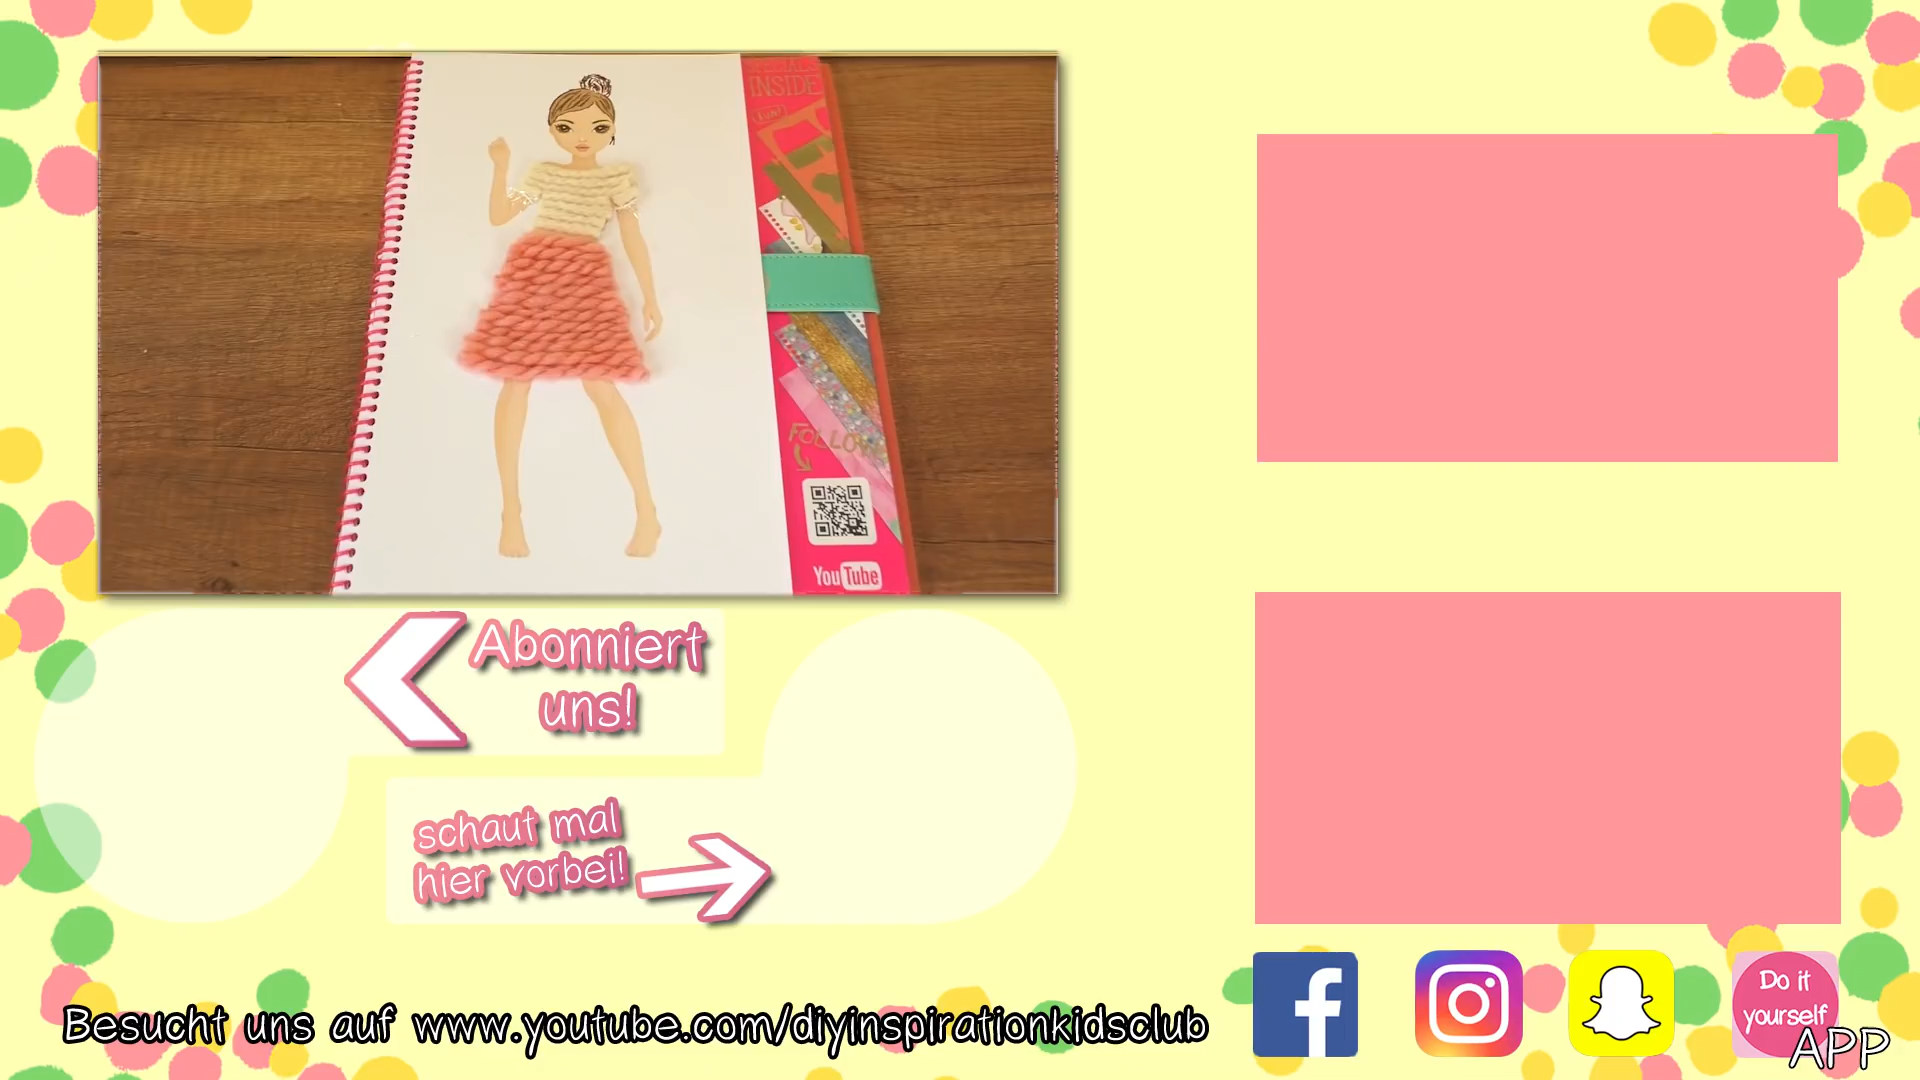 INSIDE
FOLLOW
YouTube
Abonniert
uns!
schaut mal
hier vorbei!
Besucht uns auf www.youtube.com/diyinspirationkidsclub
Do it
yourself
APP